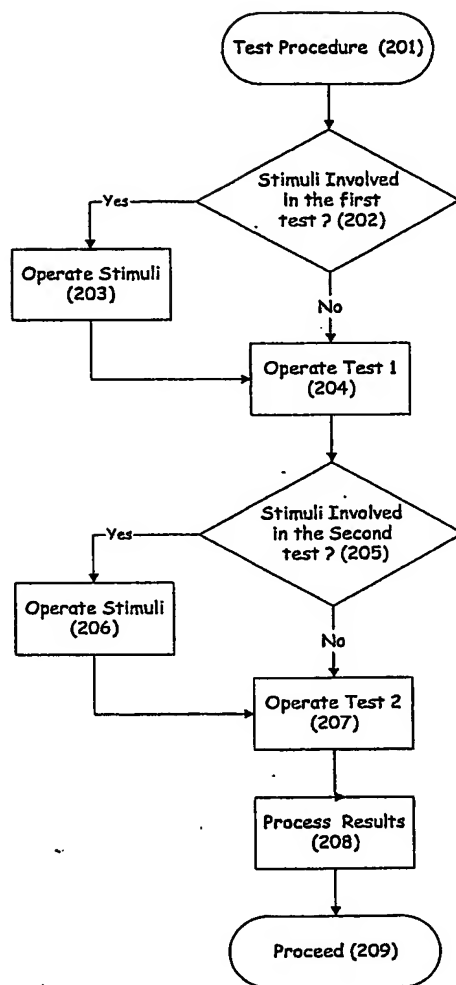 Test Procedure (201)
Stimuli Involved
in the first
test ? (202)
Yes
Operate Stimuli
(203)
No
Operate Test 1
(204)
Stimuli Involved
in the Second
test ? (205)
Yes
Operate Stimuli
(206)
No
Operate Test 2
(207)
Process Results
(208)
Proceed (209)